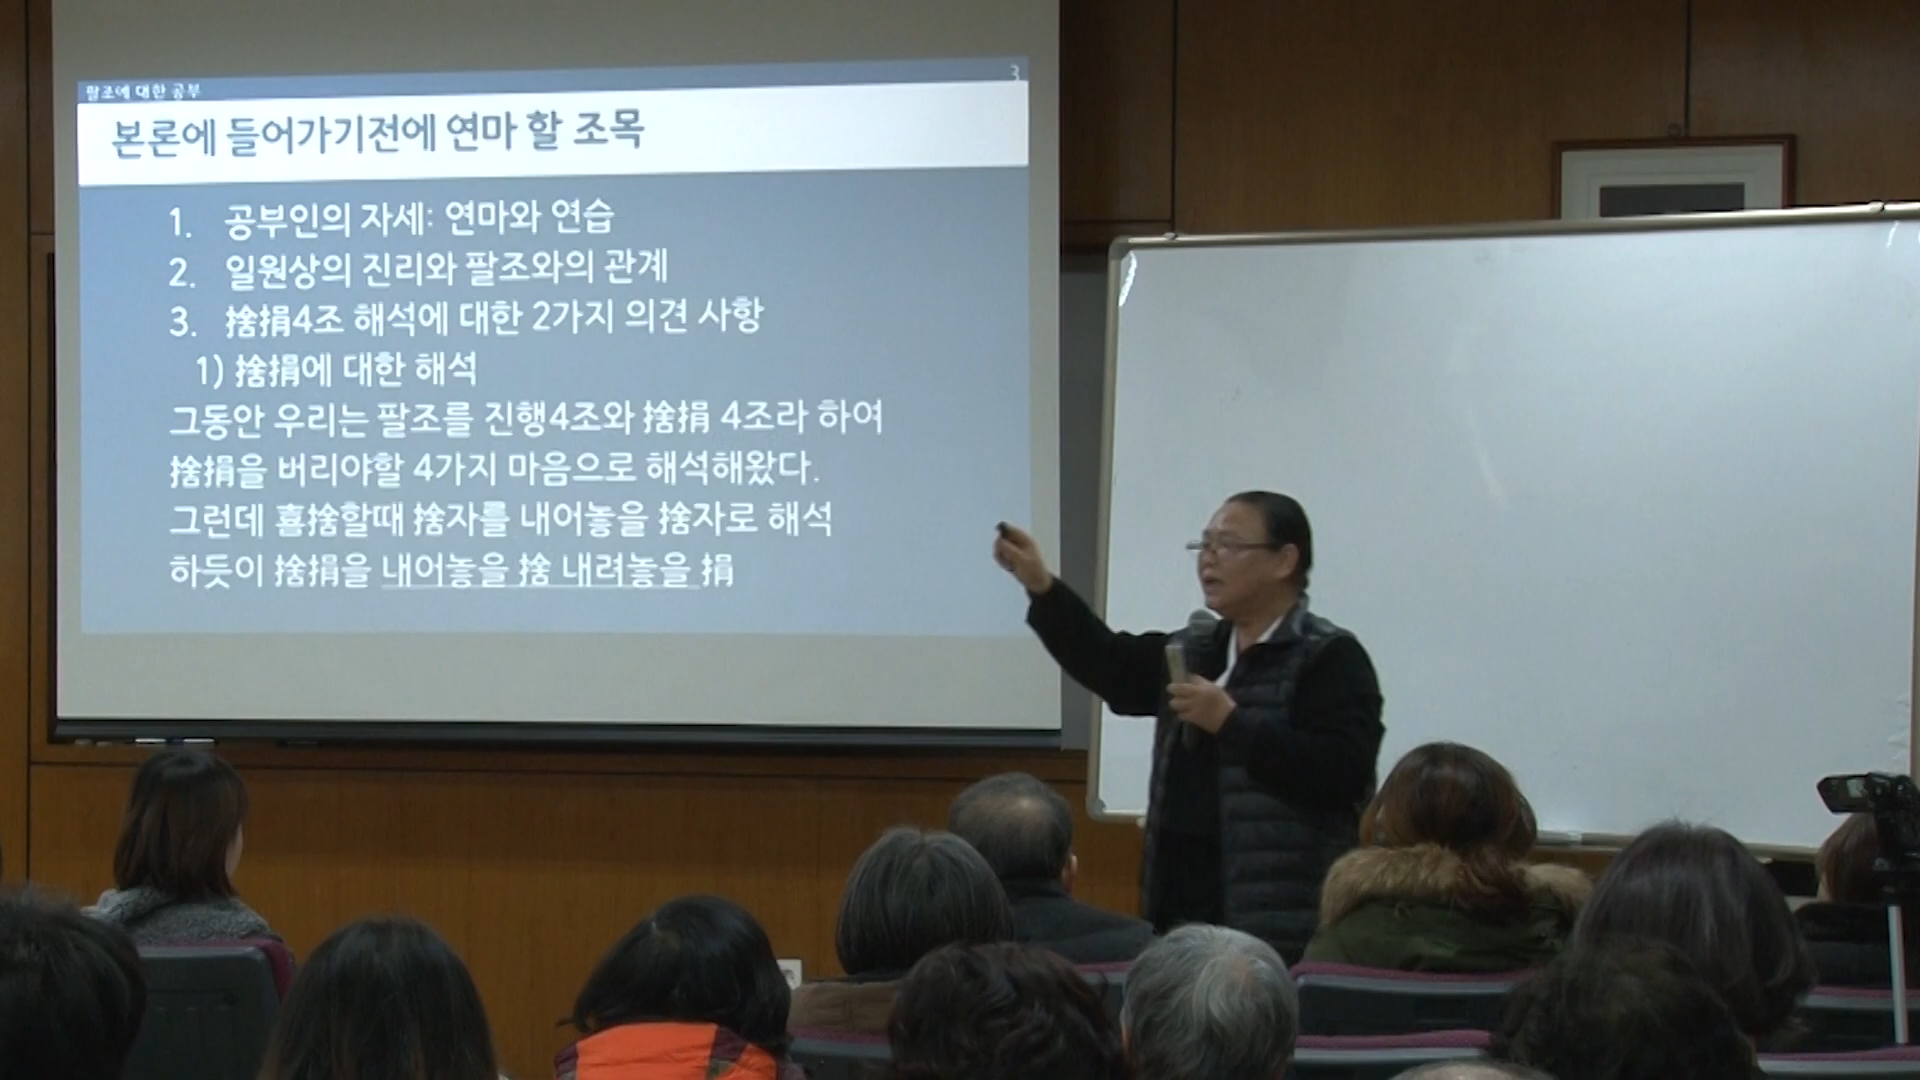 팔조에 대한 공부
3
본론에 들어가기전에 연마 할 조목
1. 공부인의 자세: 연마와 연습
2. 일원상의 진리와 팔조와의 관계
3. 捨捐4조 해석에 대한 2가지 의견 사항
1) 捨捐에 대한 해석
그동안 우리는 팔조를 진행4조와 捨捐 4조라 하여
捨捐을 버리야할 4가지 마음으로 해석해왔다.
그런데 喜捨할때 捨자를 내어놓을 捨자로 해석
하듯이 捨捐을 내어놓을 捨 내려놓을 捐